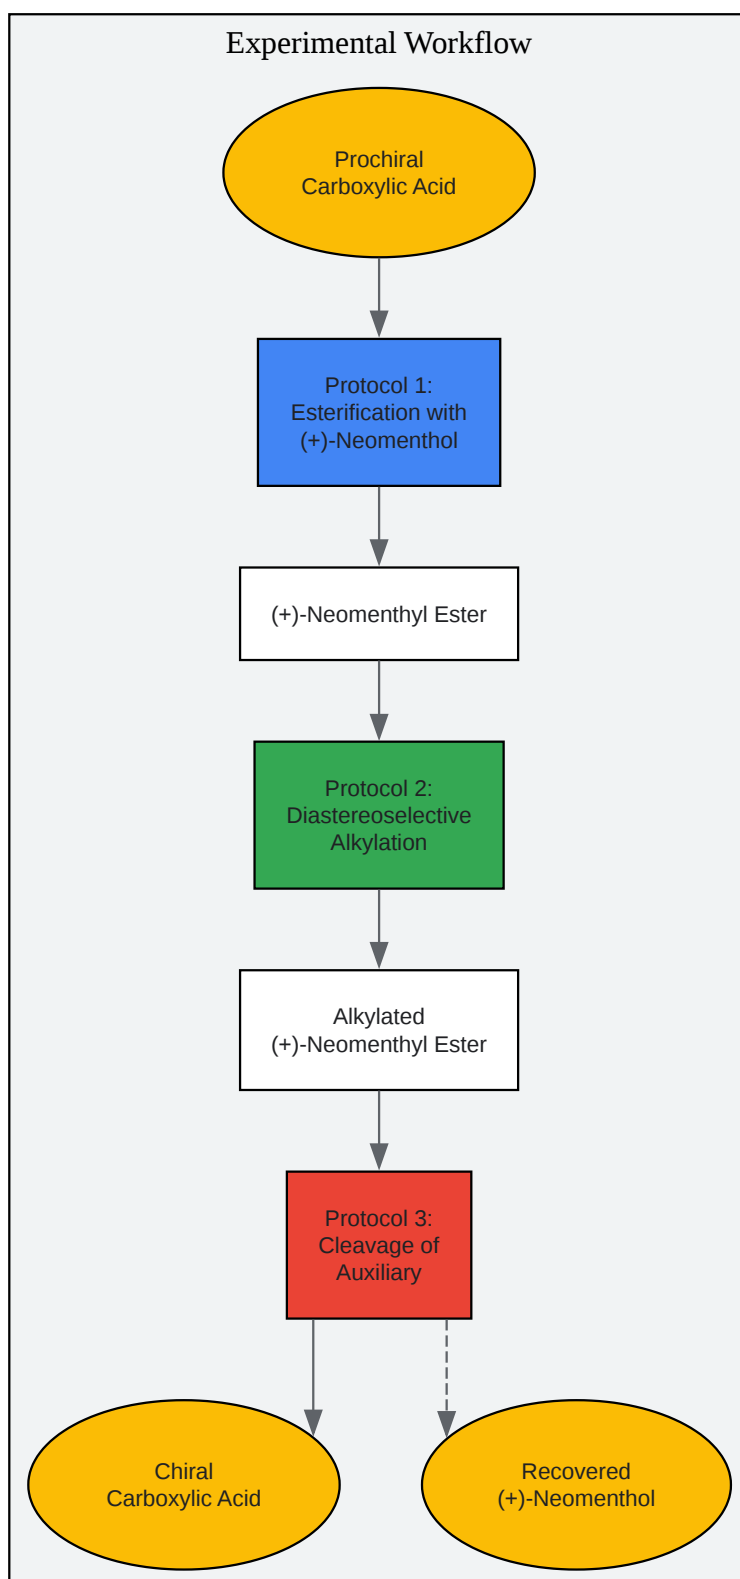 Experimental Workflow
Prochiral
Carboxylic Acid
Protocol 1:
Esterification with
(+)-Neomenthol
(+)-Neomenthyl Ester
Protocol 2:
Diastereoselective
Alkylation
Alkylated
(+)-Neomenthyl Ester
Protocol 3:
Cleavage of
Auxiliary
Chiral
Carboxylic Acid
Recovered
(+)-Neomenthol